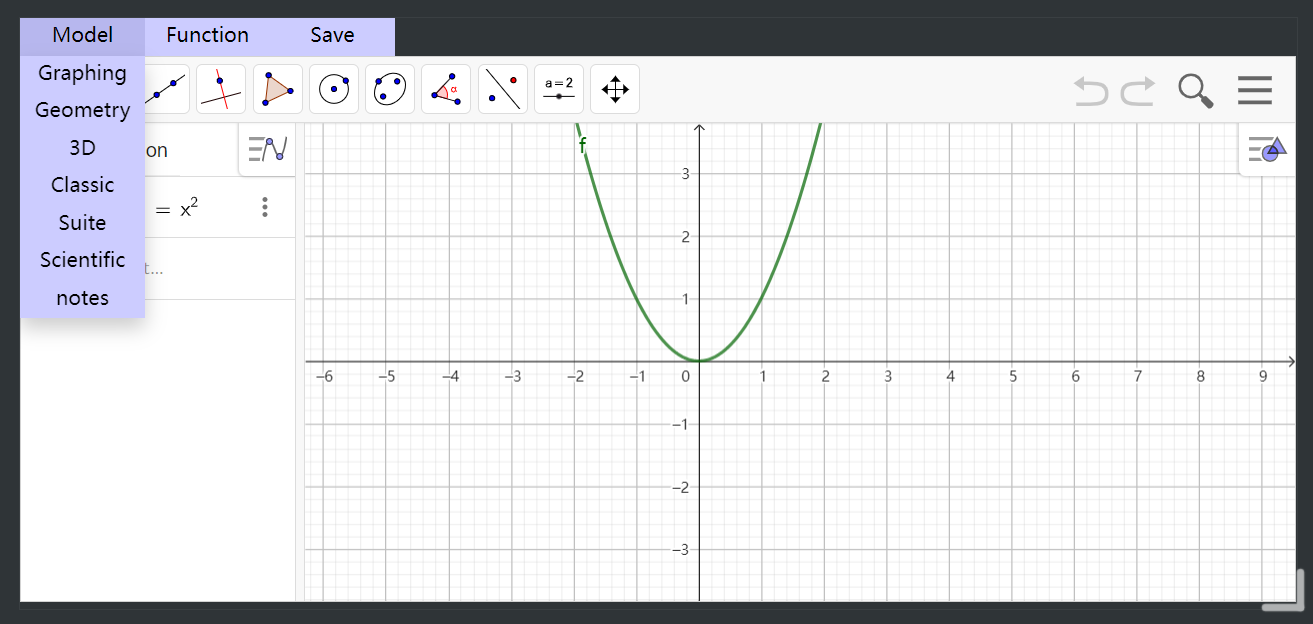 Model Function Save
Graphing
Geometry
3D
Classic
Suite
Scientific
notes
α
a=2
on
= x²
t...
f
3
2
1
−6 −5 −4 −3 −2 −1 0 1 2 3 4 5 6 7 8 9
−1
−2
−3